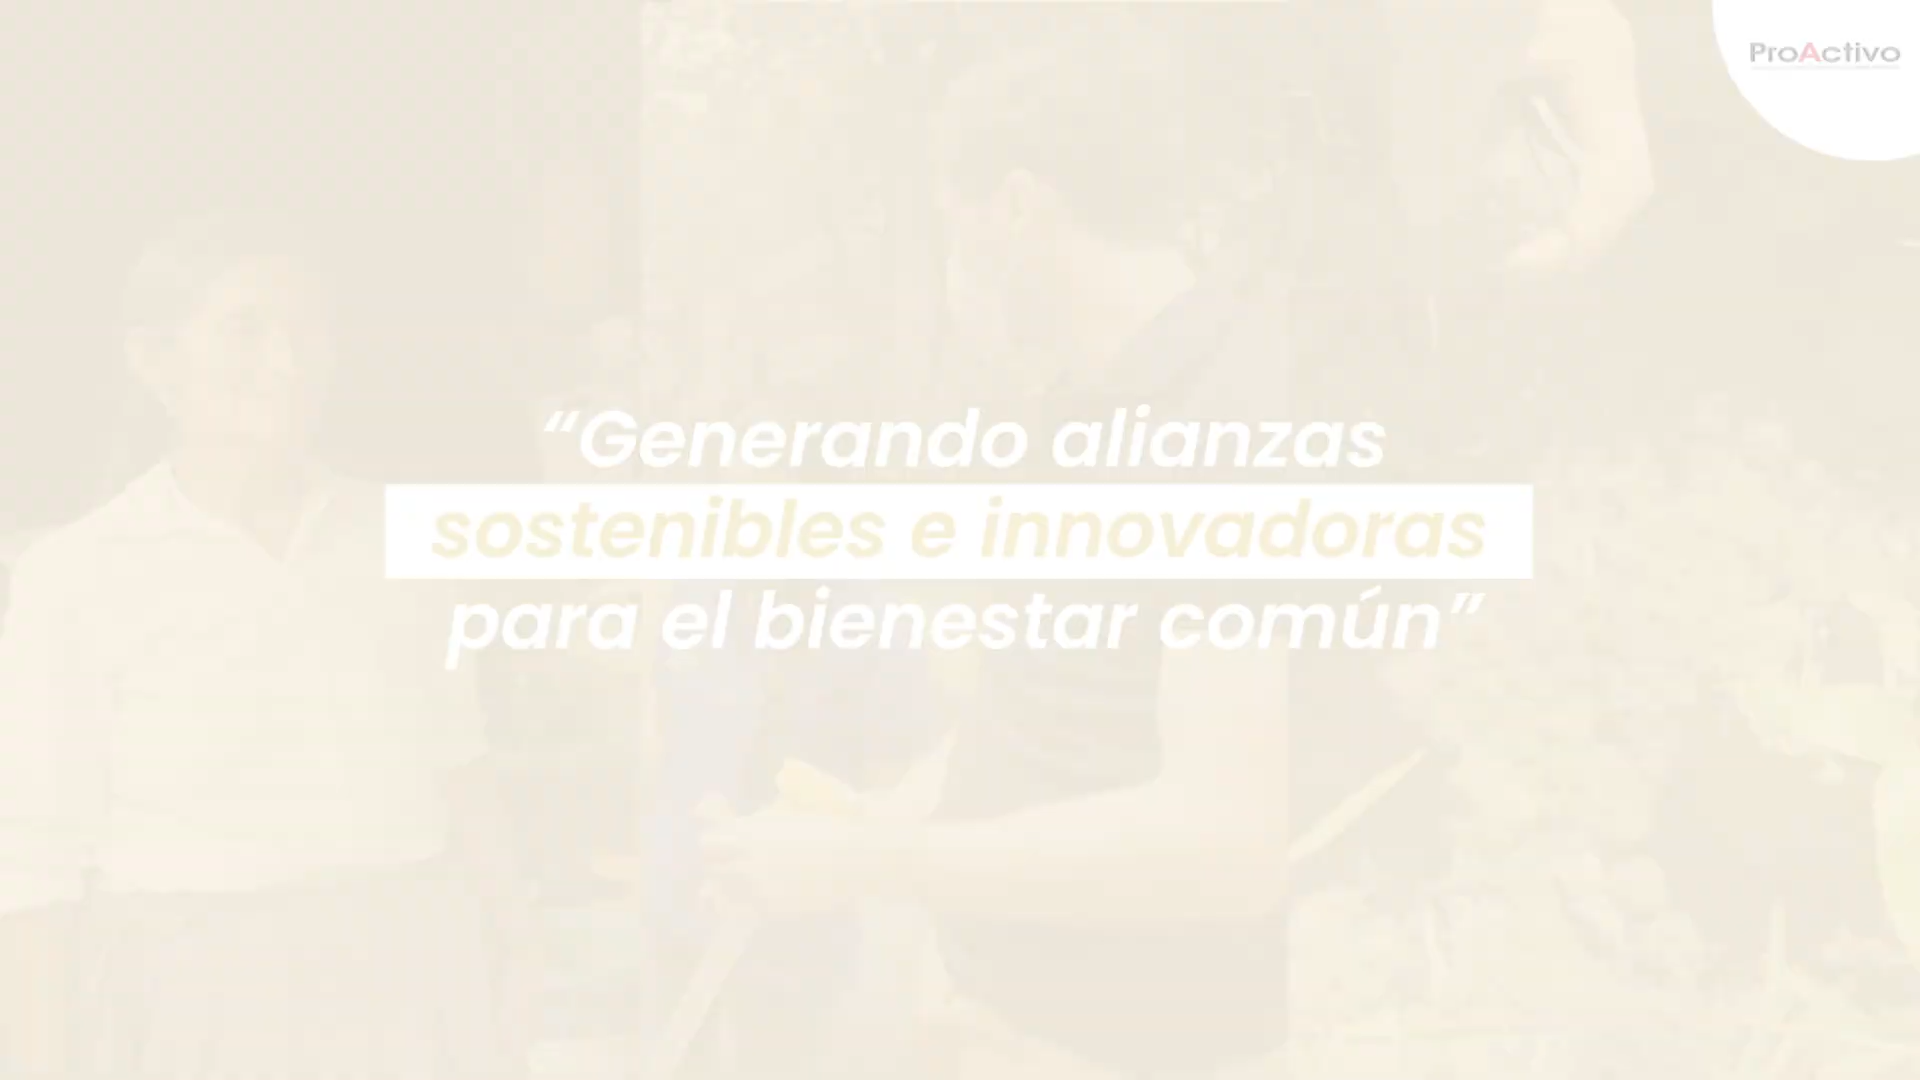 ProActivo
“Generando alianzas
sostenibles e innovadoras
para el bienestar común”